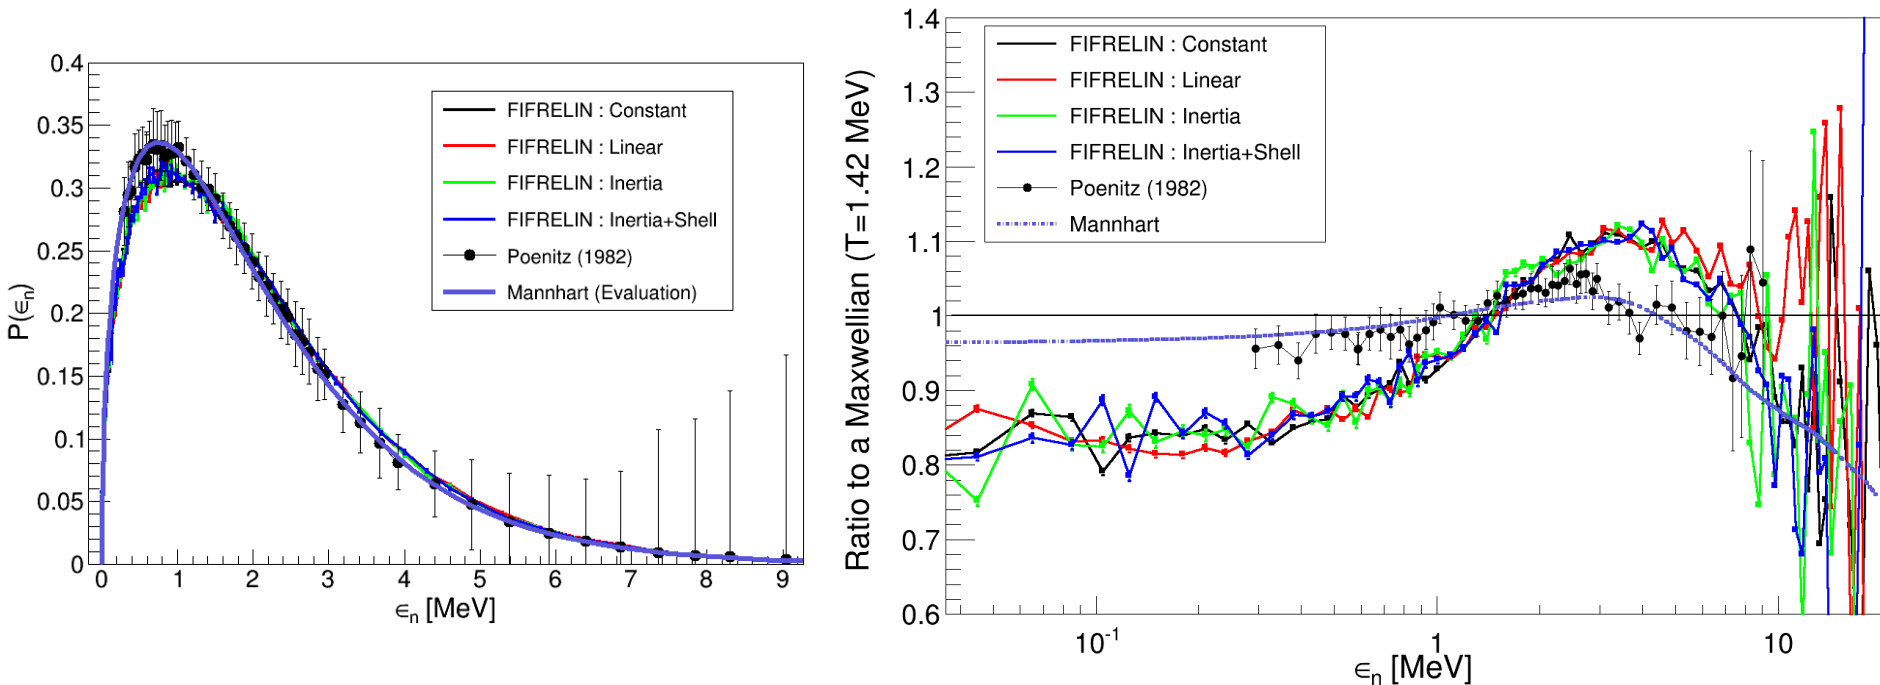 0.4
0.35
0.3
0.25
0.2
0.15
0.1
0.05
0
P(ϵn)
FIFRELIN : Constant
FIFRELIN : Linear
FIFRELIN : Inertia
FIFRELIN : Inertia+Shell
Poenitz (1982)
Mannhart (Evaluation)
0 1 2 3 4 5 6 7 8 9
ϵn [MeV]
1.4
1.3
1.2
1.1
1
0.9
0.8
0.7
0.6
Ratio to a Maxwellian (T=1.42 MeV)
FIFRELIN : Constant
FIFRELIN : Linear
FIFRELIN : Inertia
FIFRELIN : Inertia+Shell
Poenitz (1982)
Mannhart
10-1 1 10
ϵn [MeV]